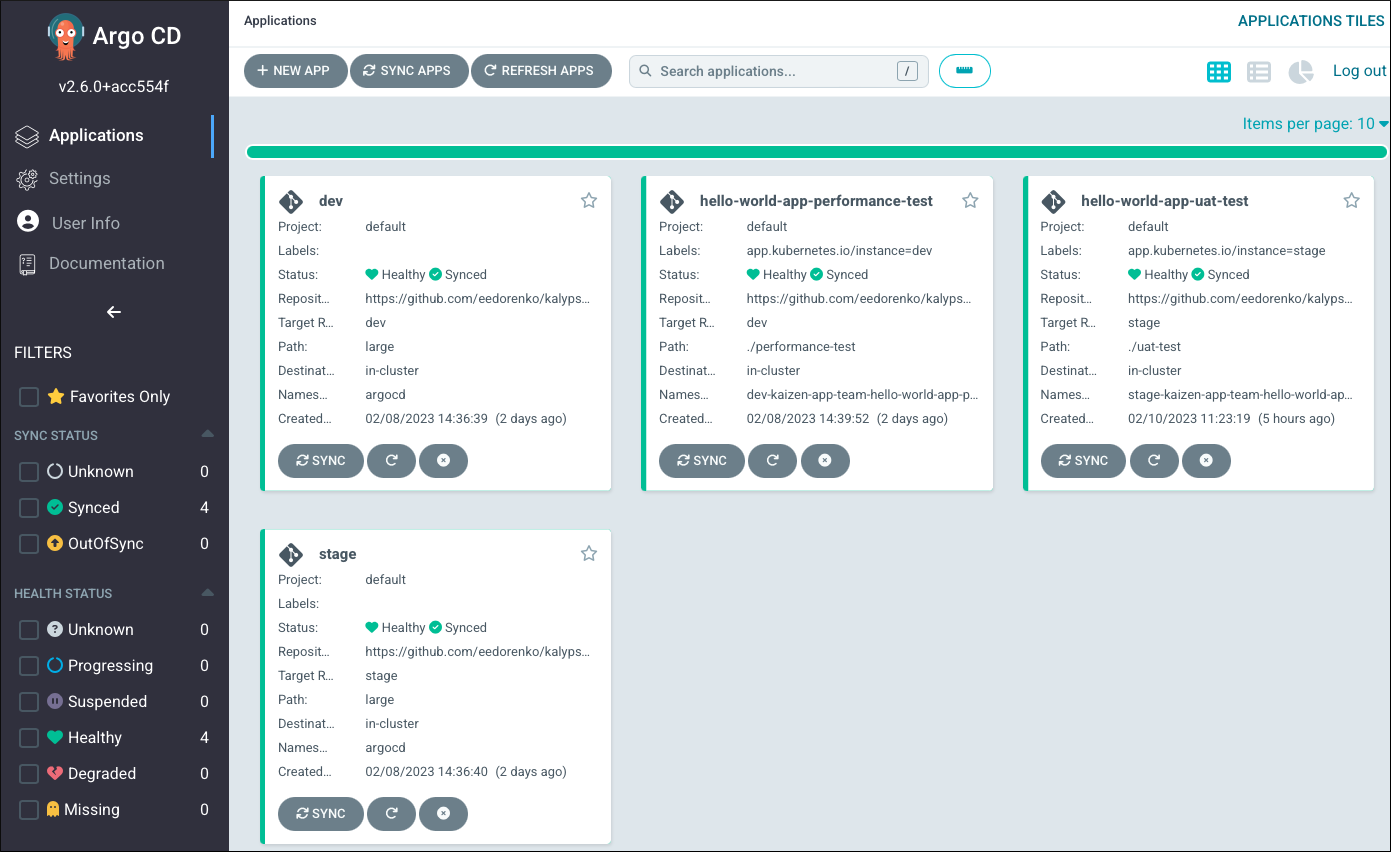 Argo CD
v2.6.0+acc554f
Applications
Settings
User Info
Documentation
FILTERS
Favorites Only
SYNC STATUS
Unknown 0
Synced 4
OutOfSync 0
HEALTH STATUS
Unknown 0
Progressing 0
Suspended 0
Healthy 4
Degraded 0
Missing 0
Applications APPLICATIONS TILES
NEW APP SYNC APPS REFRESH APPS Search applications... / Log out
Items per page: 10
dev
Project: default
Labels:
Status: Healthy Synced
Reposit... https://github.com/eedorenko/kalyps...
Target R... dev
Path: large
Destinat... in-cluster
Names... argocd
Created... 02/08/2023 14:36:39 (2 days ago)
SYNC
hello-world-app-performance-test
Project: default
Labels: app.kubernetes.io/instance=dev
Status: Healthy Synced
Reposit... https://github.com/eedorenko/kalyps...
Target R... dev
Path: ./performance-test
Destinat... in-cluster
Names... dev-kaizen-app-team-hello-world-app-p...
Created... 02/08/2023 14:39:52 (2 days ago)
SYNC
hello-world-app-uat-test
Project: default
Labels: app.kubernetes.io/instance=stage
Status: Healthy Synced
Reposit... https://github.com/eedorenko/kalyps...
Target R... stage
Path: ./uat-test
Destinat... in-cluster
Names... stage-kaizen-app-team-hello-world-ap...
Created... 02/10/2023 11:23:19 (5 hours ago)
SYNC
stage
Project: default
Labels:
Status: Healthy Synced
Reposit... https://github.com/eedorenko/kalyps...
Target R... stage
Path: large
Destinat... in-cluster
Names... argocd
Created... 02/08/2023 14:36:40 (2 days ago)
SYNC